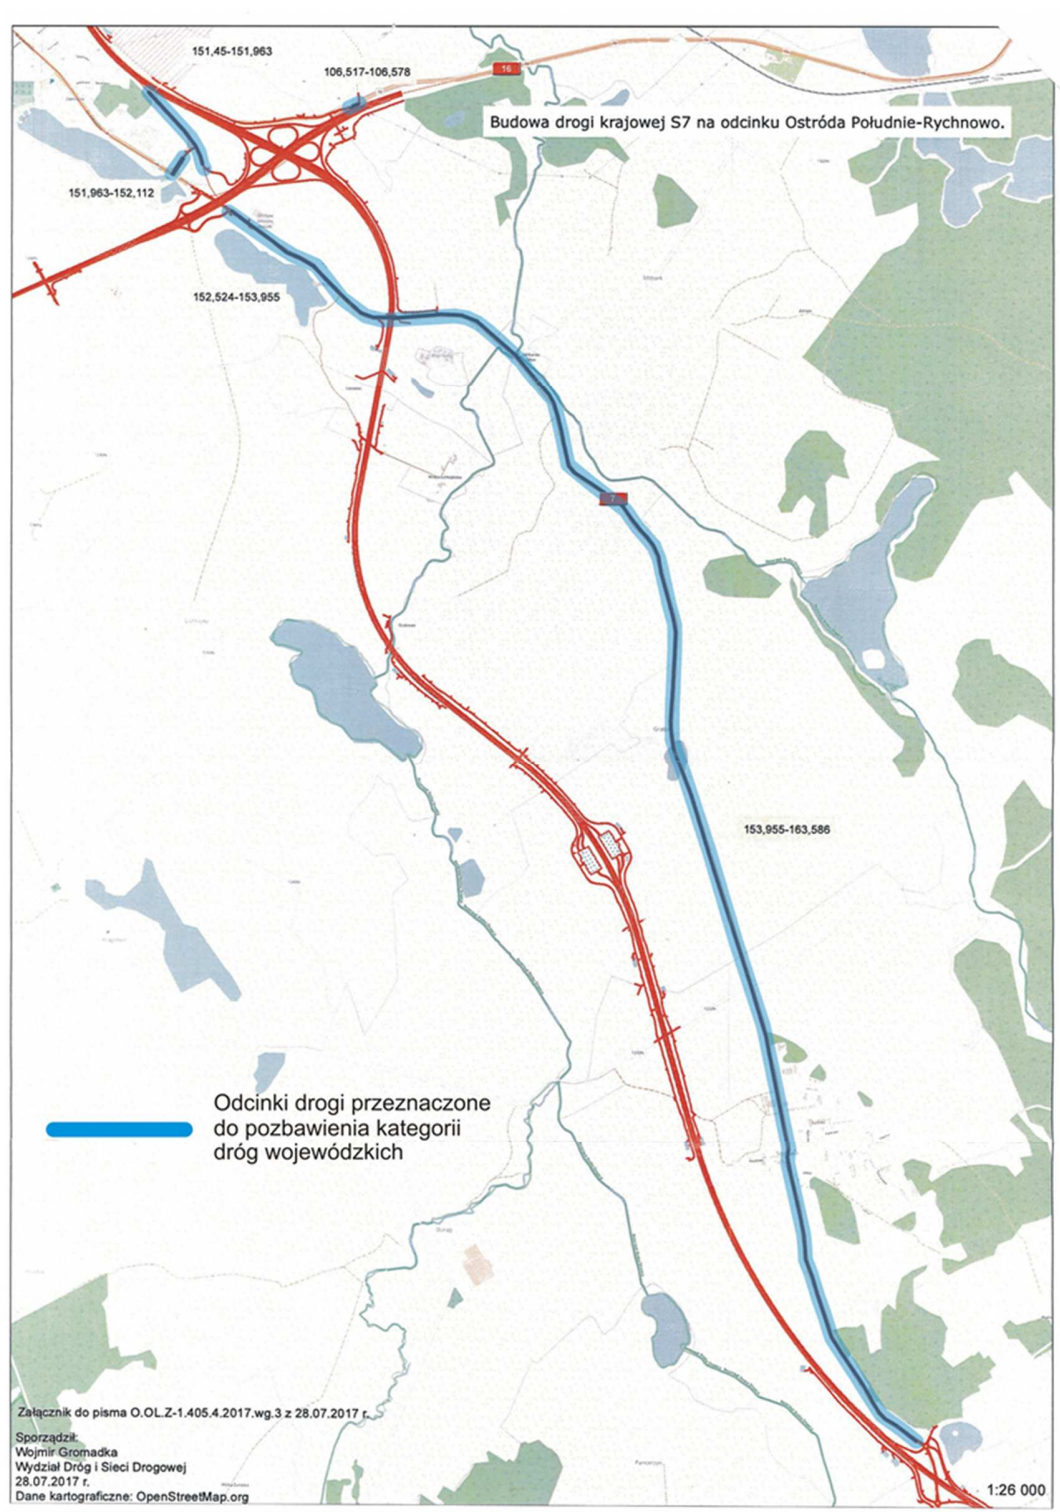 151,45-151,963
106,517-106,578
16
Budowa drogi krajowej S7 na odcinku Ostróda Południe-Rychnowo.
151,963-152,112
152,524-153,955
7
153,955-163,586
Odcinki drogi przeznaczone
do pozbawienia kategorii
dróg wojewódzkich
Załącznik do pisma O.OL.Z-1.405.4.2017.wg.3 z 28.07.2017 r.
Sporządził:
Wojmir Gromadka
Wydział Dróg i Sieci Drogowej
28.07.2017 r.
Dane kartograficzne: OpenStreetMap.org
1:26 000